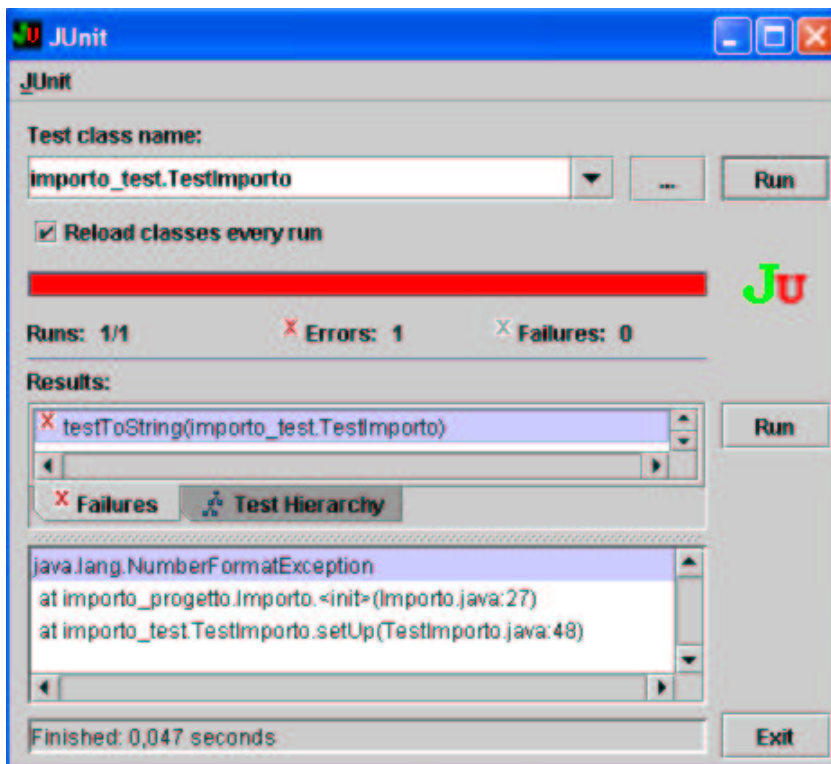 JU JUnit
JUnit
Test class name:
importo_test.TestImporto ... Run
Reload classes every run
JU
Runs: 1/1 X Errors: 1 X Failures: 0
Results:
X testToString(importo_test.TestImporto) Run
X Failures Test Hierarchy
java.lang.NumberFormatException
at importo_progetto.Importo.<init>(Importo.java:27)
at importo_test.TestImporto.setUp(TestImporto.java:48)
Finished: 0,047 seconds Exit